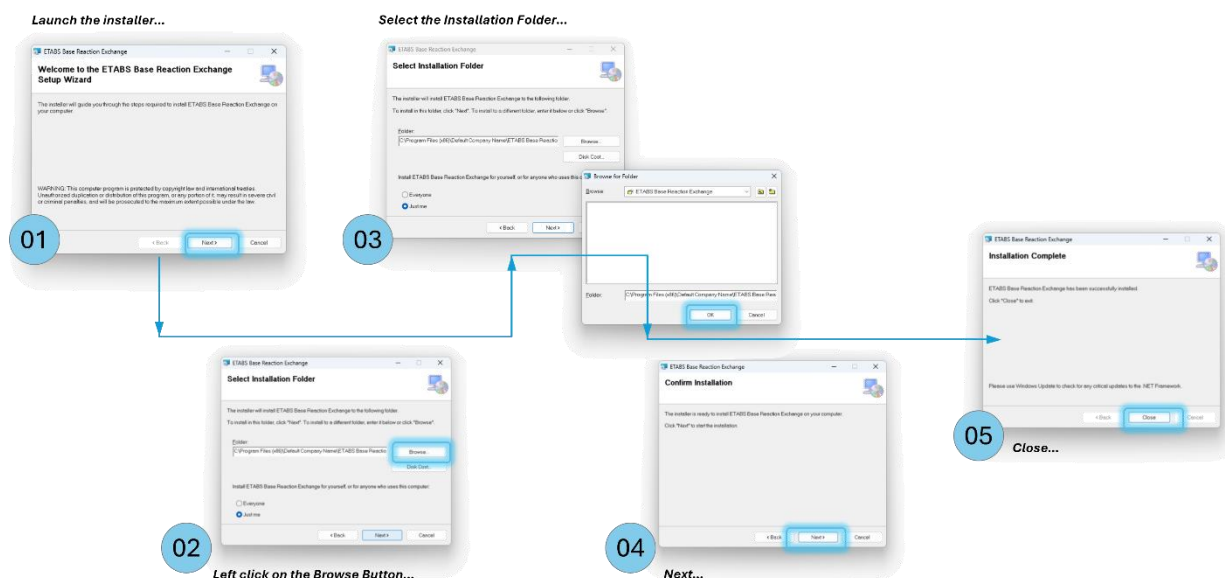 Launch the installer...
ETABS Base Reaction Exchange
Welcome to the ETABS Base Reaction Exchange
Setup Wizard
The installer will guide you through the steps required to install ETABS Base Reaction Exchange on
your computer.
WARNING: This computer program is protected by copyright law and international treaties.
Unauthorized duplication or distribution of this program, or any portion of it, may result in severe civil
or criminal penalties, and will be prosecuted to the maximum extent possible under the law.
01
< Back
Next >
Cancel
ETABS Base Reaction Exchange
Select Installation Folder
The installer will install ETABS Base Reaction Exchange to the following folder.
To install in this folder, click "Next". To install to a different folder, enter it below or click "Browse".
Folder:
C:\Program Files (x86)\Default Company Name\ETABS Base Reactio
Browse...
Disk Cost...
Install ETABS Base Reaction Exchange for yourself, or for anyone who uses this computer:
Everyone
Just me
02
< Back
Next >
Cancel
Left click on the Browse Button...
Select the Installation Folder...
ETABS Base Reaction Exchange
Select Installation Folder
The installer will install ETABS Base Reaction Exchange to the following folder.
To install in this folder, click "Next". To install to a different folder, enter it below or click "Browse".
Folder:
C:\Program Files (x86)\Default Company Name\ETABS Base Reactio
Browse...
Disk Cost...
Install ETABS Base Reaction Exchange for yourself, or for anyone who uses this
Everyone
Just me
03
< Back
Next >
Browse for Folder
Browse:
ETABS Base Reaction Exchange
Folder:
C:\Program Files (x86)\Default Company Name\ETABS Base Rea
OK
Cancel
ETABS Base Reaction Exchange
Confirm Installation
The installer is ready to install ETABS Base Reaction Exchange on your computer.
Click "Next" to start the installation.
04
< Back
Next >
Cancel
Next...
ETABS Base Reaction Exchange
Installation Complete
ETABS Base Reaction Exchange has been successfully installed.
Click "Close" to exit.
Please use Windows Update to check for any critical updates to the .NET Framework.
05
< Back
Close
Cancel
Close...